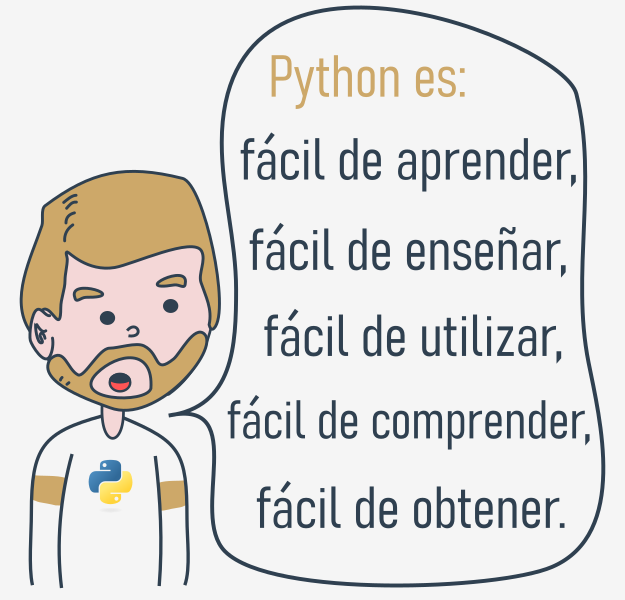 Python es:
fácil de aprender,
fácil de enseñar,
fácil de utilizar,
fácil de comprender,
fácil de obtener.